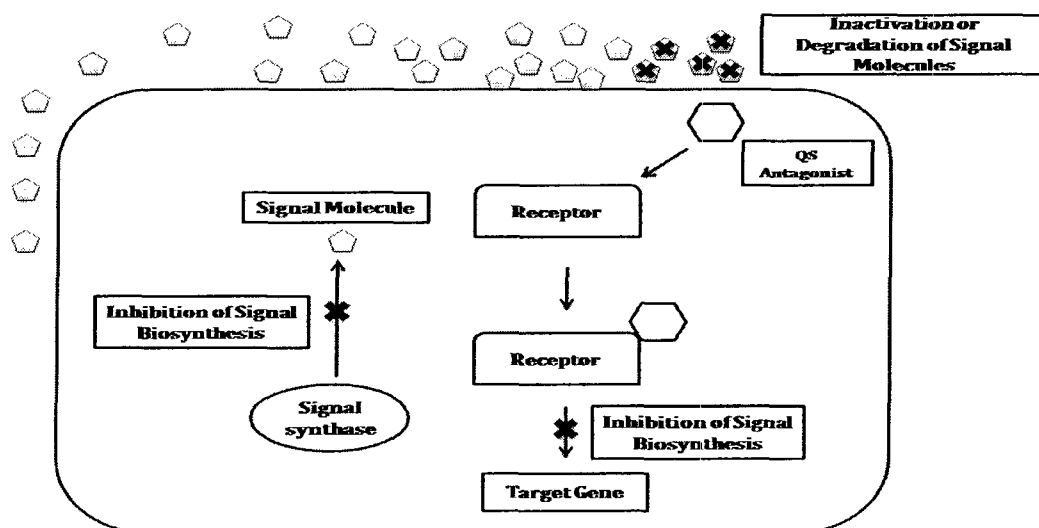 Inactivation or
Degradation of Signal
Molecules
QS
Antagonist
Signal Molecule
Receptor
Inhibition of Signal
Biosynthesis
Receptor
Signal
synthase
Inhibition of Signal
Biosynthesis
Target Gene